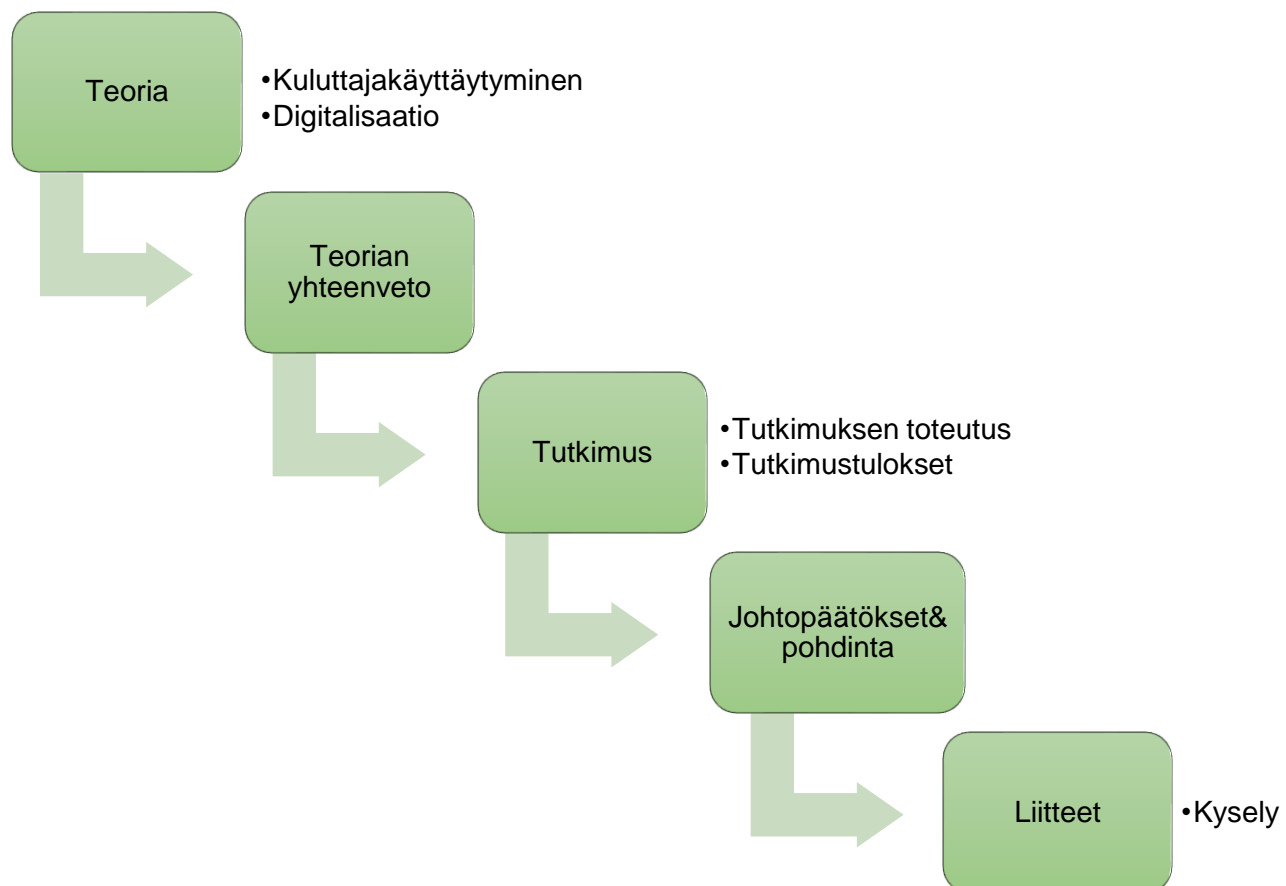 Teoria
•Kuluttajakäyttäytyminen
•Digitalisaatio
Teorian
yhteenveto
Tutkimus
•Tutkimuksen toteutus
•Tutkimustulokset
Johtopäätökset&
pohdinta
Liitteet
•Kysely